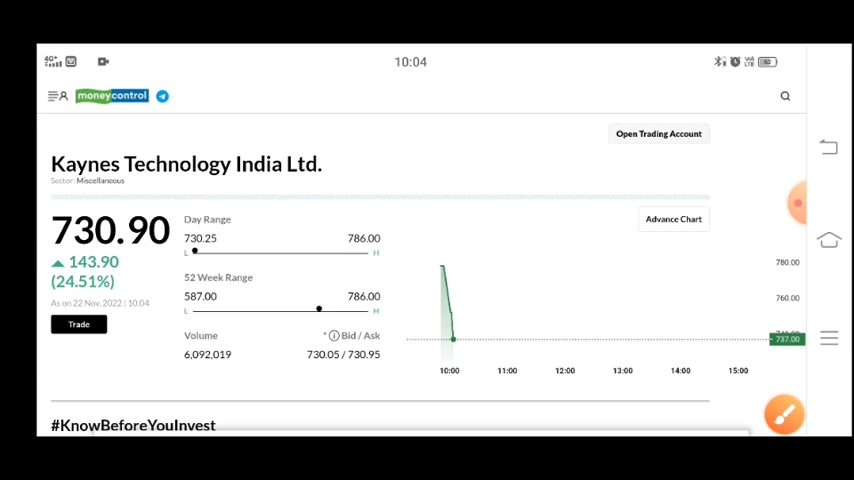 4G+
10:04
VoI
LTE
moneycontrol
Open Trading Account
Kaynes Technology India Ltd.
Sector: Miscellaneous
730.90
143.90
(24.51%)
As on 22 Nov, 2022 | 10:04
Trade
Day Range
730.25 786.00
L H
52 Week Range
587.00 786.00
L H
Volume * i Bid / Ask
6,092,019 730.05 / 730.95
Advance Chart
780.00
760.00
737.00
10:00 11:00 12:00 13:00 14:00 15:00
#KnowBeforeYouInvest